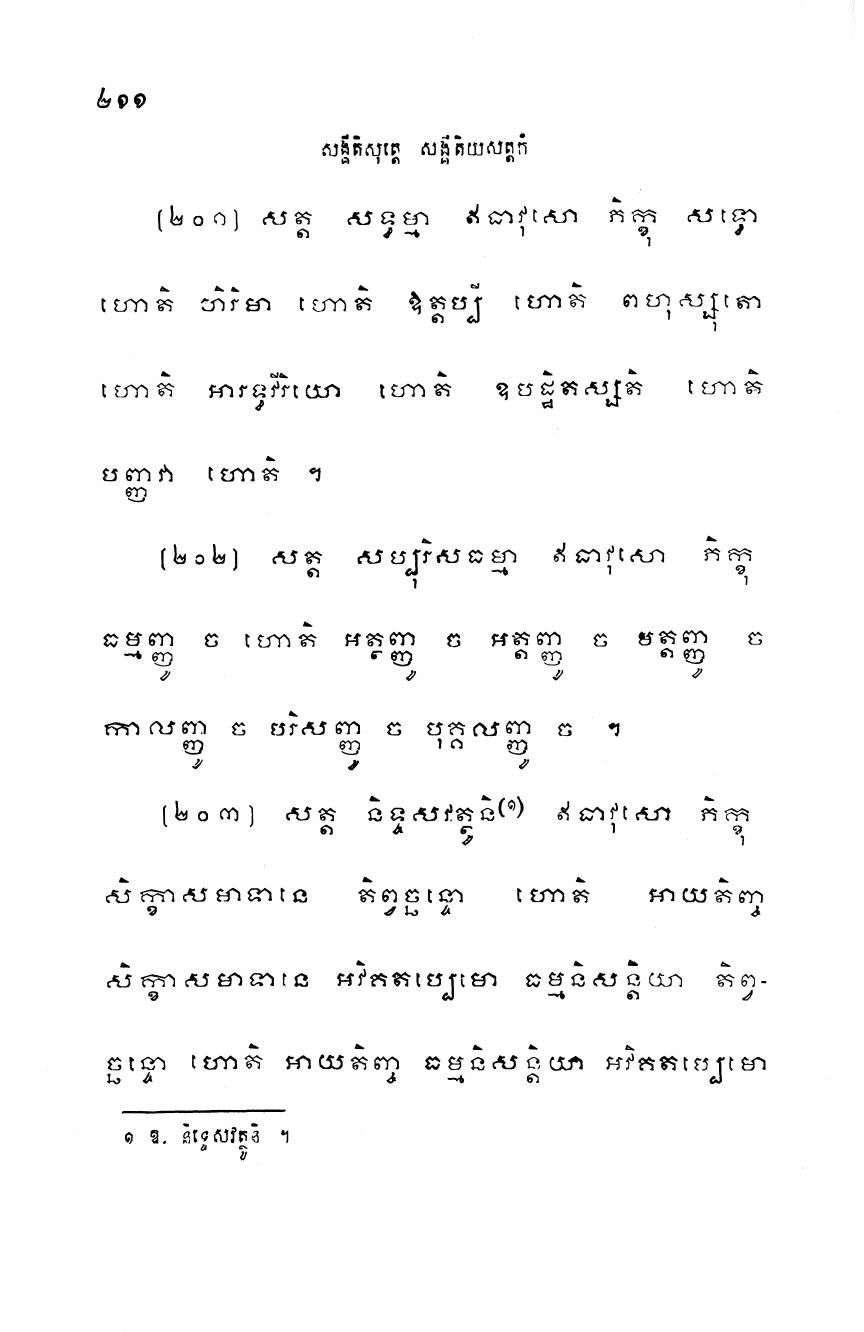 ២១១
សង្គីតិសុត្តេ សង្គីតិយសត្តកំ
(២០១) សត្ត សទ្ធម្មា ឥធាវុសោ ភិក្ខុ សទ្ធោ
ហោតិ ហិរិមា ហោតិ ឱត្តប្បី ហោតិ ពហុស្សុតោ
ហោតិ អារទ្ធវីរិយោ ហោតិ ឧបដ្ឋិតស្សតិ ហោតិ
បញ្ញវា ហោតិ ។
(២០២) សត្ត សប្បុរិសធម្មា ឥធាវុសោ ភិក្ខុ
ធម្មញ្ញូ ច ហោតិ អត្ថញ្ញូ ច អត្តញ្ញូ ច មត្តញ្ញូ ច
កាលញ្ញូ ច បរិសញ្ញូ ច បុគ្គលញ្ញូ ច ។
(២០៣) សត្ត និទ្ទសវត្ថូនិ(១) ឥធាវុសោ ភិក្ខុ
សិក្ខាសមាទានេ តិព្វច្ឆន្ទោ ហោតិ អាយតិញ្ច
សិក្ខាសមាទានេ អវិគតប្បេមោ ធម្មនិសន្តិយា តិព្វ-
ច្ឆន្ទោ ហោតិ អាយតិញ្ច ធម្មនិសន្តិយា អវិគតប្បេមោ
១ ឱ. និទ្ទេសវត្ថូនិ ។